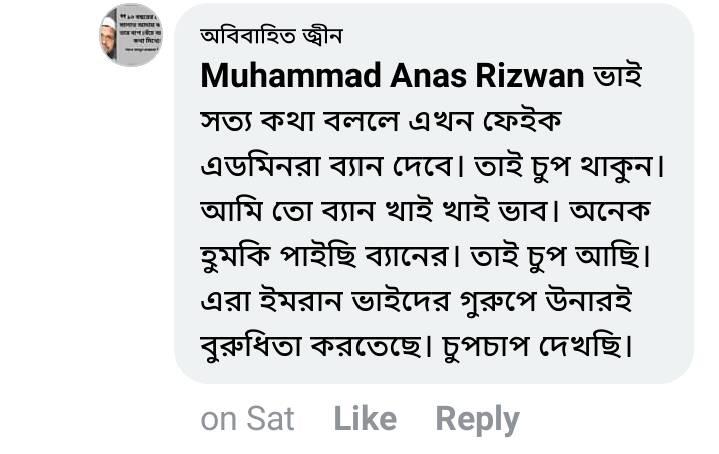 অবিবাহিত জ্বীন
Muhammad Anas Rizwan ভাই
সত্য কথা বললে এখন ফেইক
এডমিনরা ব্যান দেবে। তাই চুপ থাকুন।
আমি তো ব্যান খাই খাই ভাব। অনেক
হুমকি পাইছি ব্যানের। তাই চুপ আছি।
এরা ইমরান ভাইদের গুরুপে উনারই
বুরুধিতা করতেছে। চুপচাপ দেখছি।
on Sat Like Reply